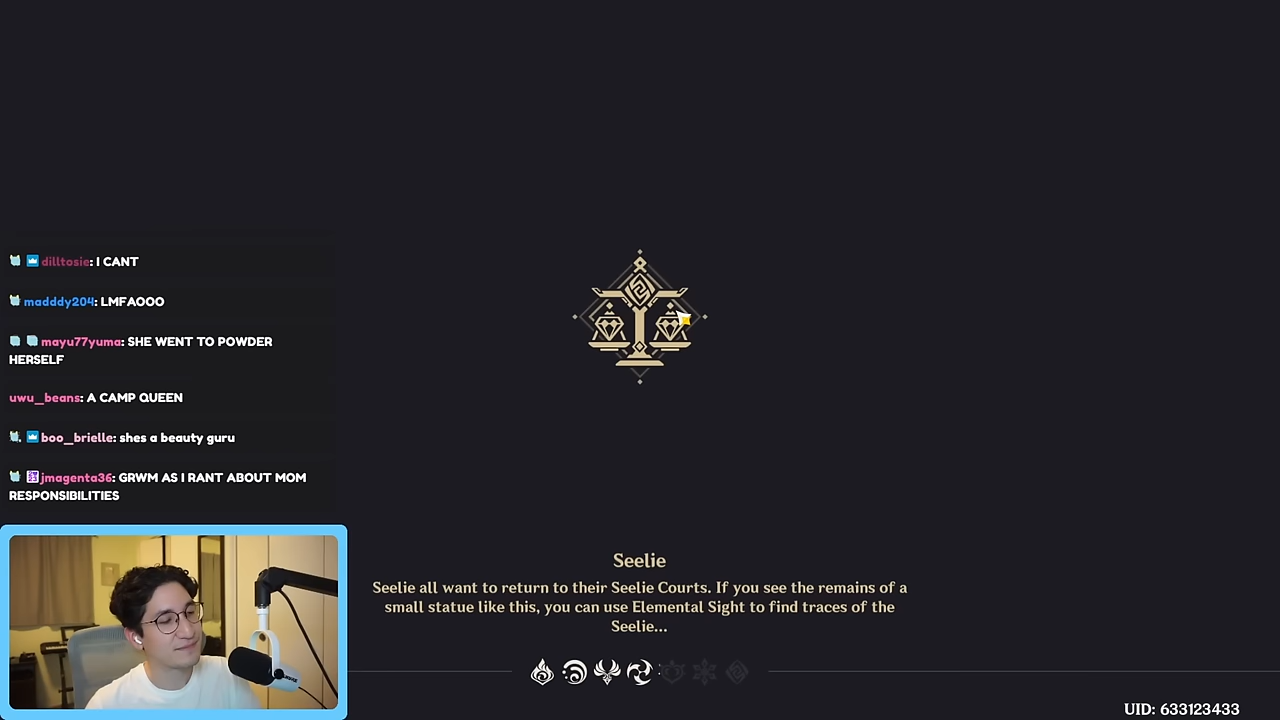 dilltosie: I CANT
madddy204: LMFAOOO
mayu77yuma: SHE WENT TO POWDER
HERSELF
uwu_beans: A CAMP QUEEN
boo_brielle: shes a beauty guru
jmagenta36: GRWM AS I RANT ABOUT MOM
RESPONSIBILITIES
Seelie
Seelie all want to return to their Seelie Courts. If you see the remains of a
small statue like this, you can use Elemental Sight to find traces of the
Seelie...
UID: 633123433